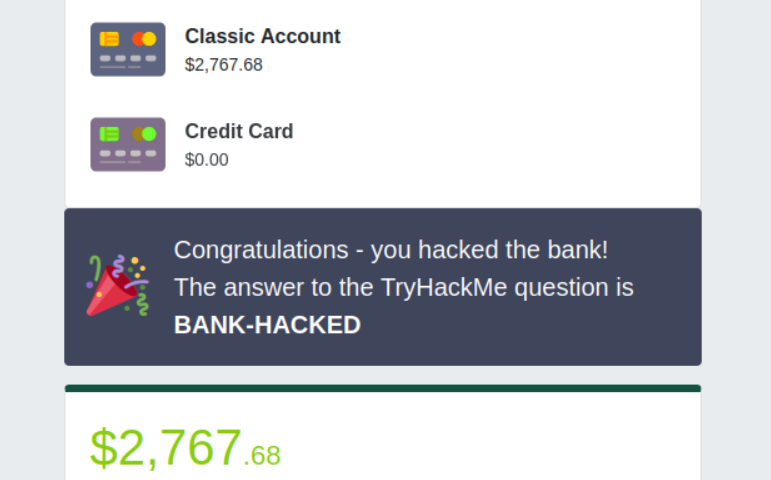 Classic Account
$2,767.68
Credit Card
$0.00
Congratulations - you hacked the bank!
The answer to the TryHackMe question is
BANK-HACKED
$2,767.68